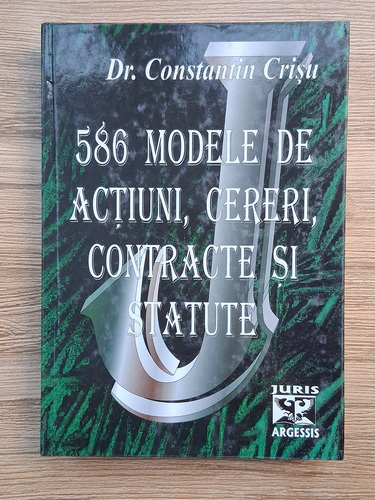 Dr. Constantin Crișu
586 MODELE DE
ACȚIUNI, CERERI,
CONTRACTE ȘI
STATUTE
J
JURIS
ARGESSIS